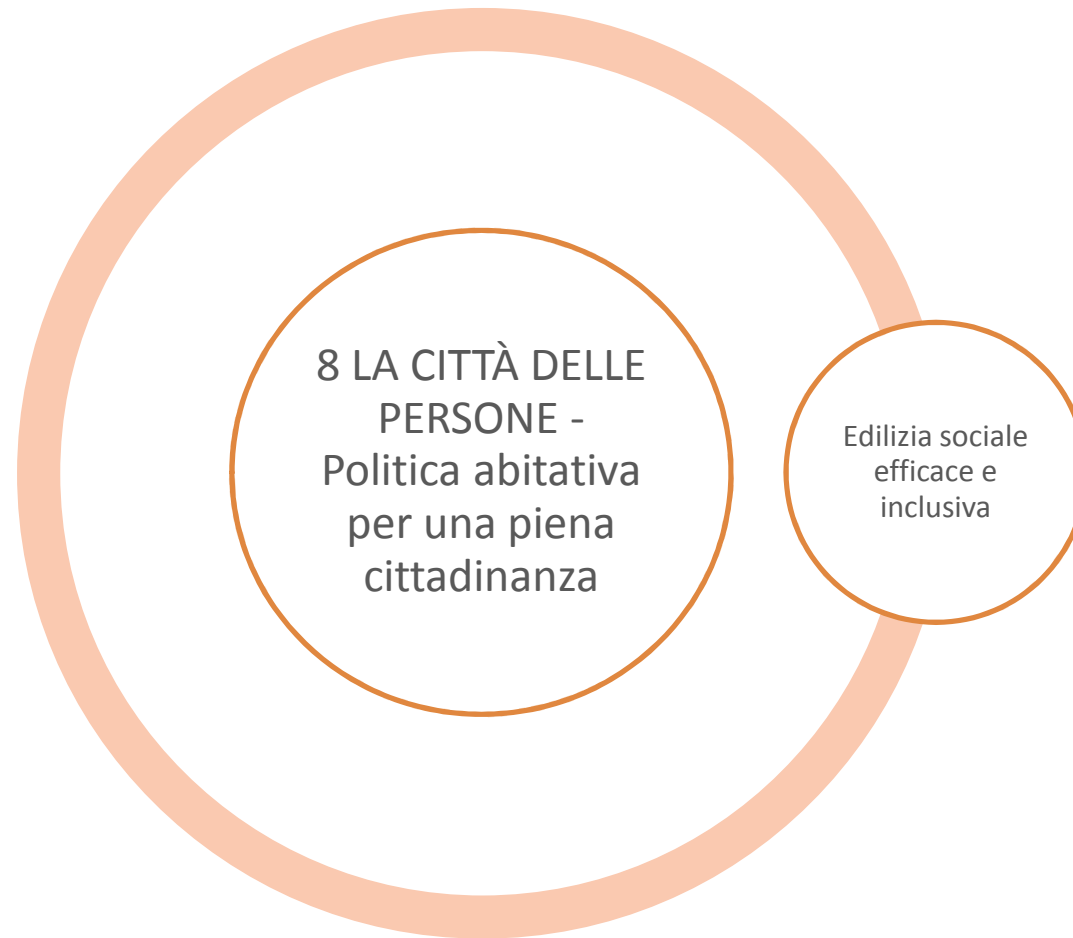 8 LA CITTÀ DELLE
PERSONE -
Politica abitativa
per una piena
cittadinanza
Edilizia sociale
efficace e
inclusiva